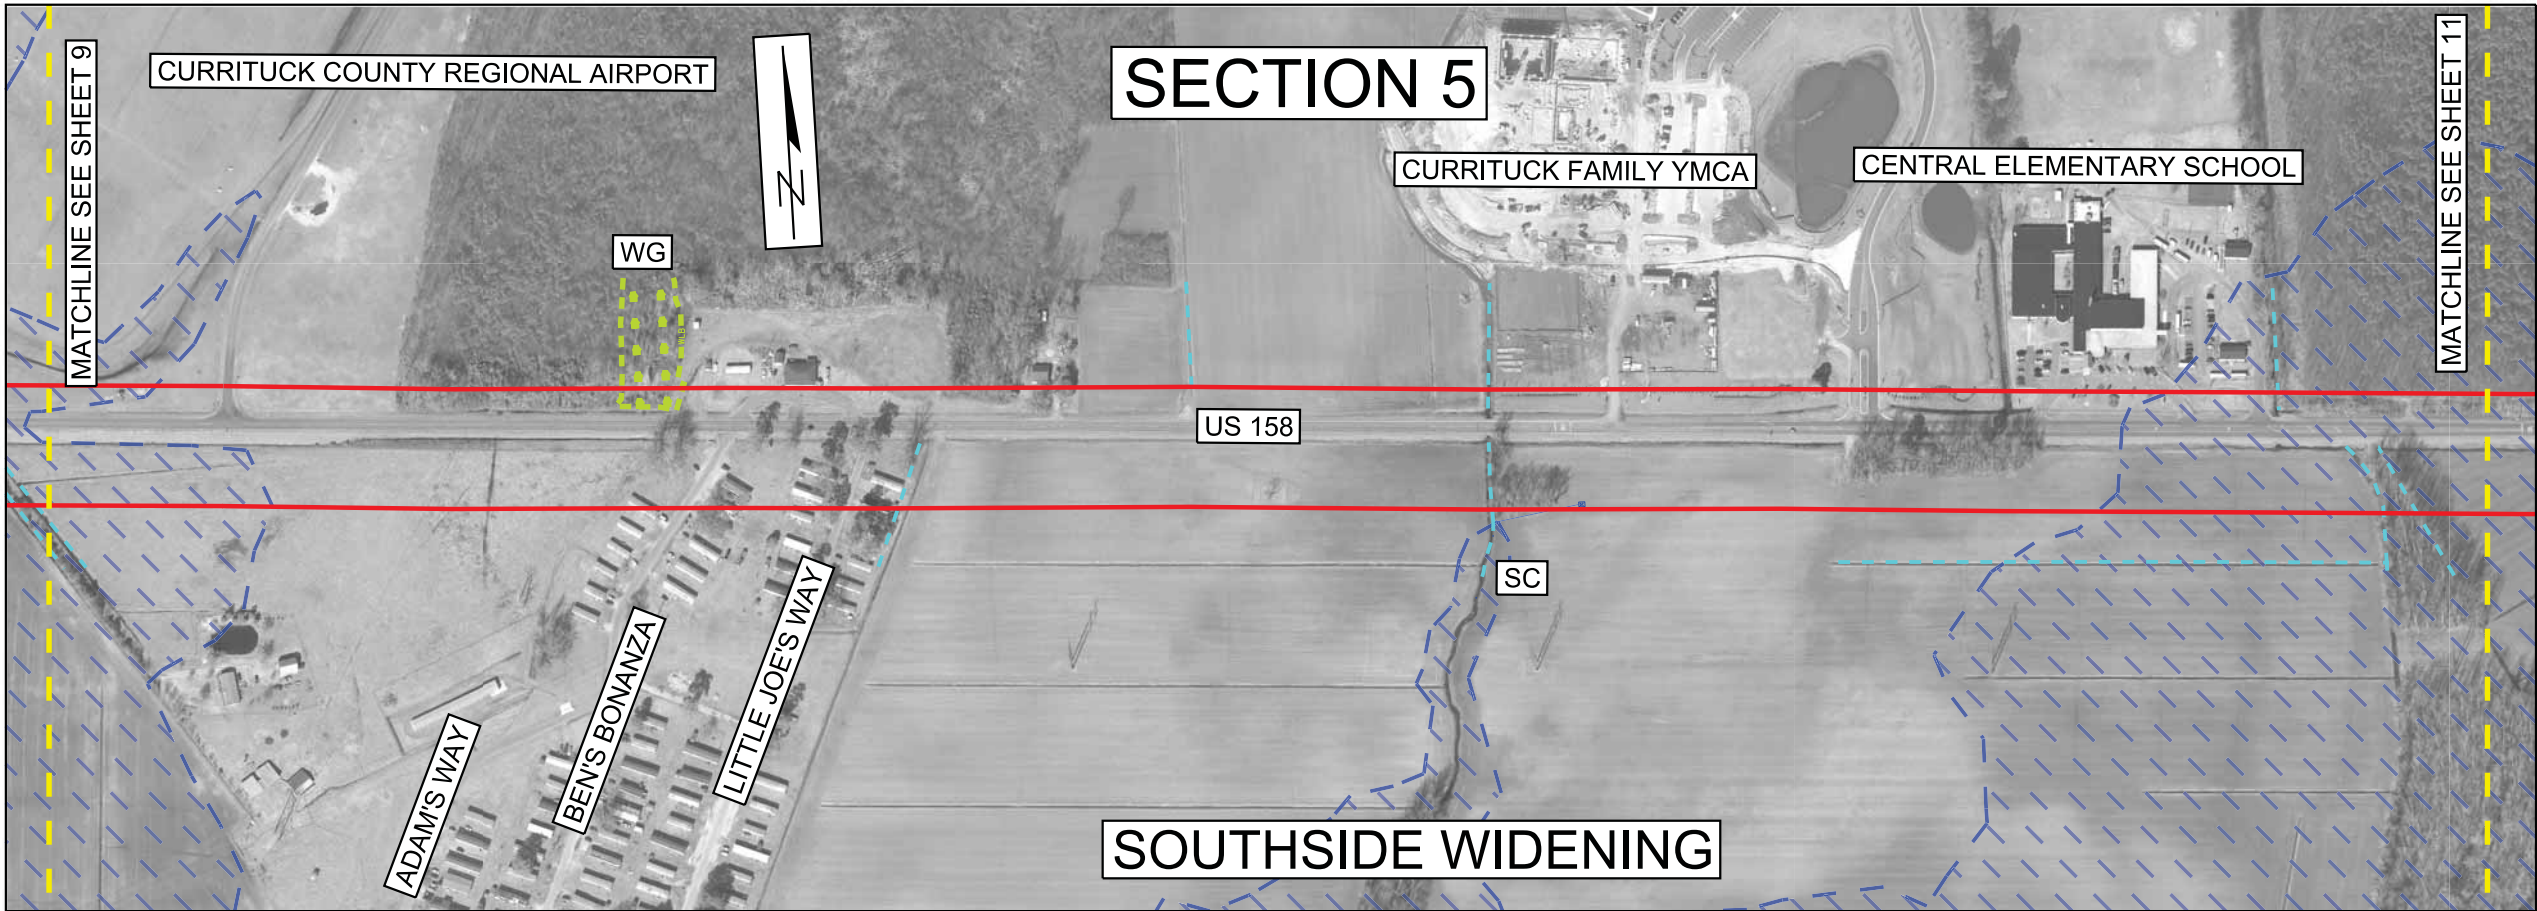 MATCHLINE SEE SHEET 9
CURRITUCK COUNTY REGIONAL AIRPORT
N
SECTION 5
CURRITUCK FAMILY YMCA
CENTRAL ELEMENTARY SCHOOL
MATCHLINE SEE SHEET 11
WG
WLB
US 158
SC
ADAM'S WAY
BEN'S BONANZA
LITTLE JOE'S WAY
SOUTHSIDE WIDENING